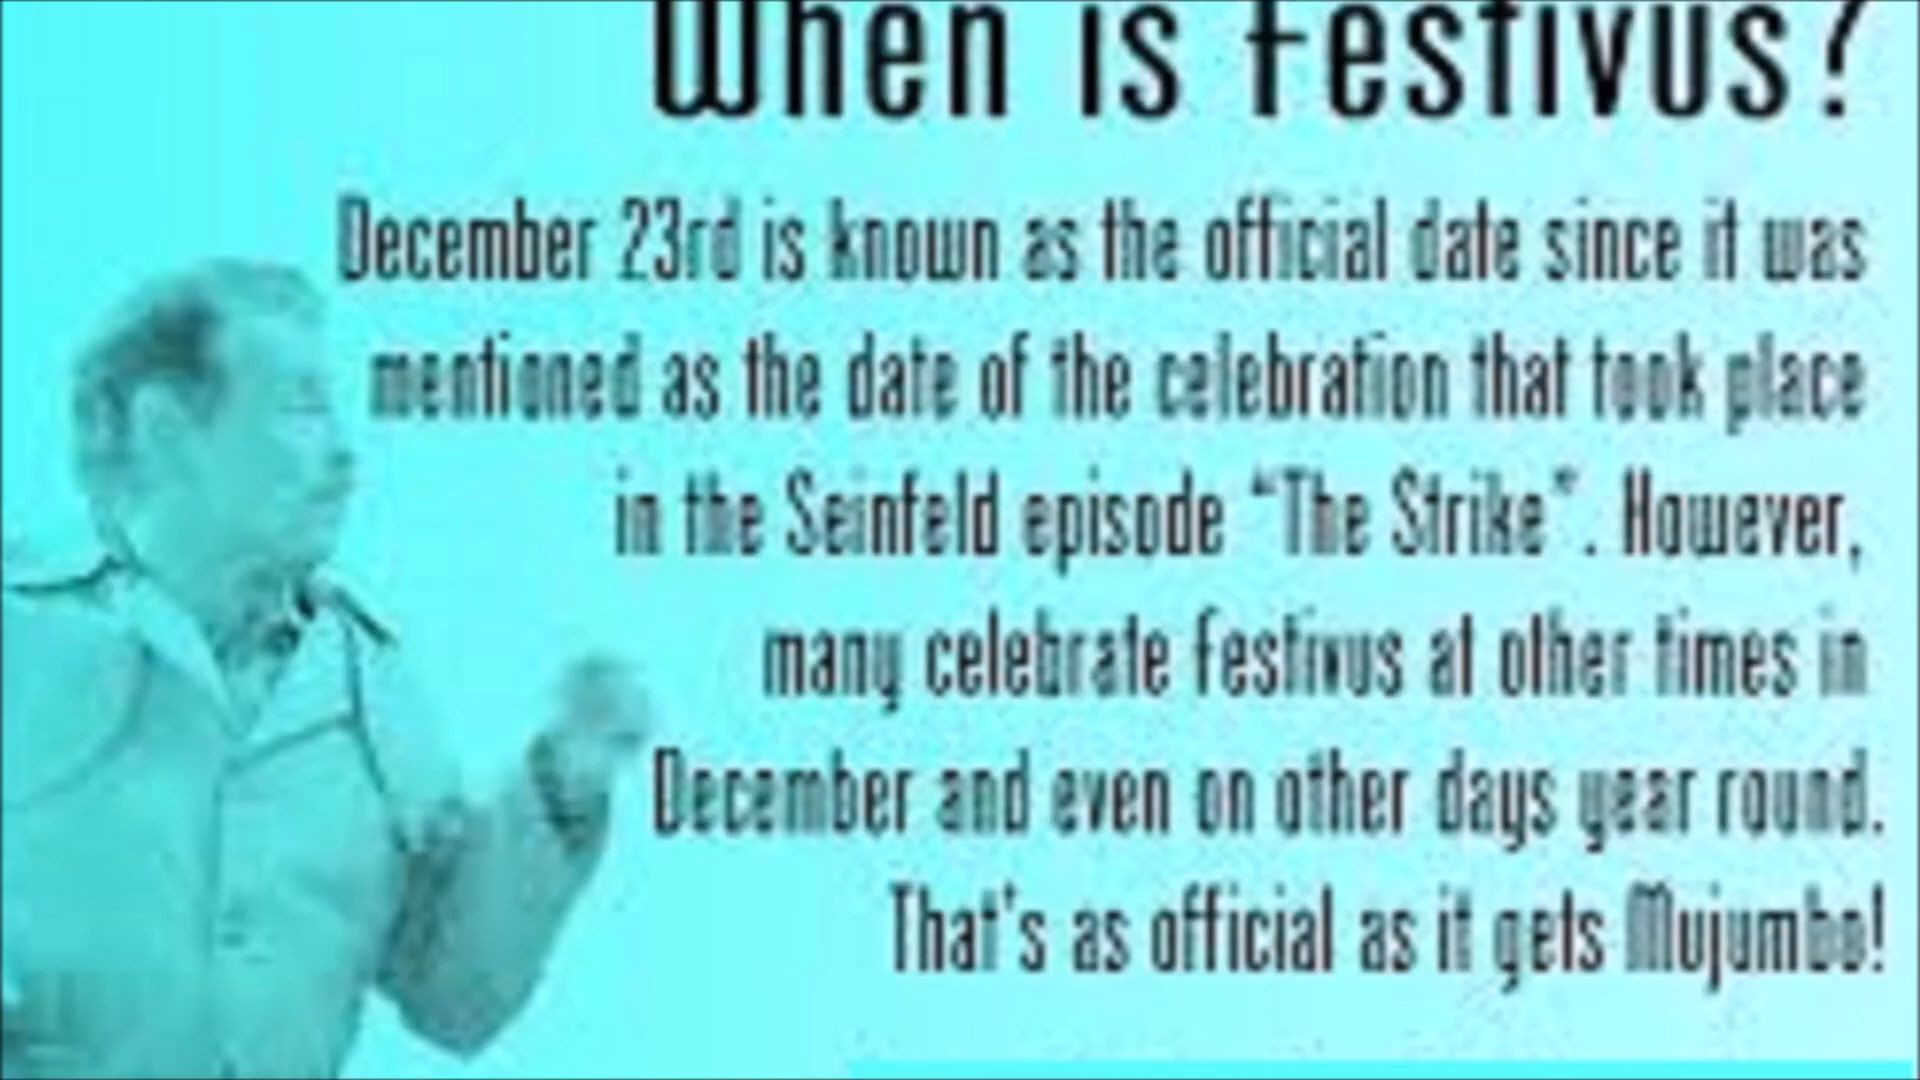 When is Festivus?
December 23rd is known as the official date since it was
mentioned as the date of the celebration that took place
in the Seinfeld episode “The Strike”. However,
many celebrate Festivus at other times in
December and even on other days year round.
That's as official as it gets Mujumbo!